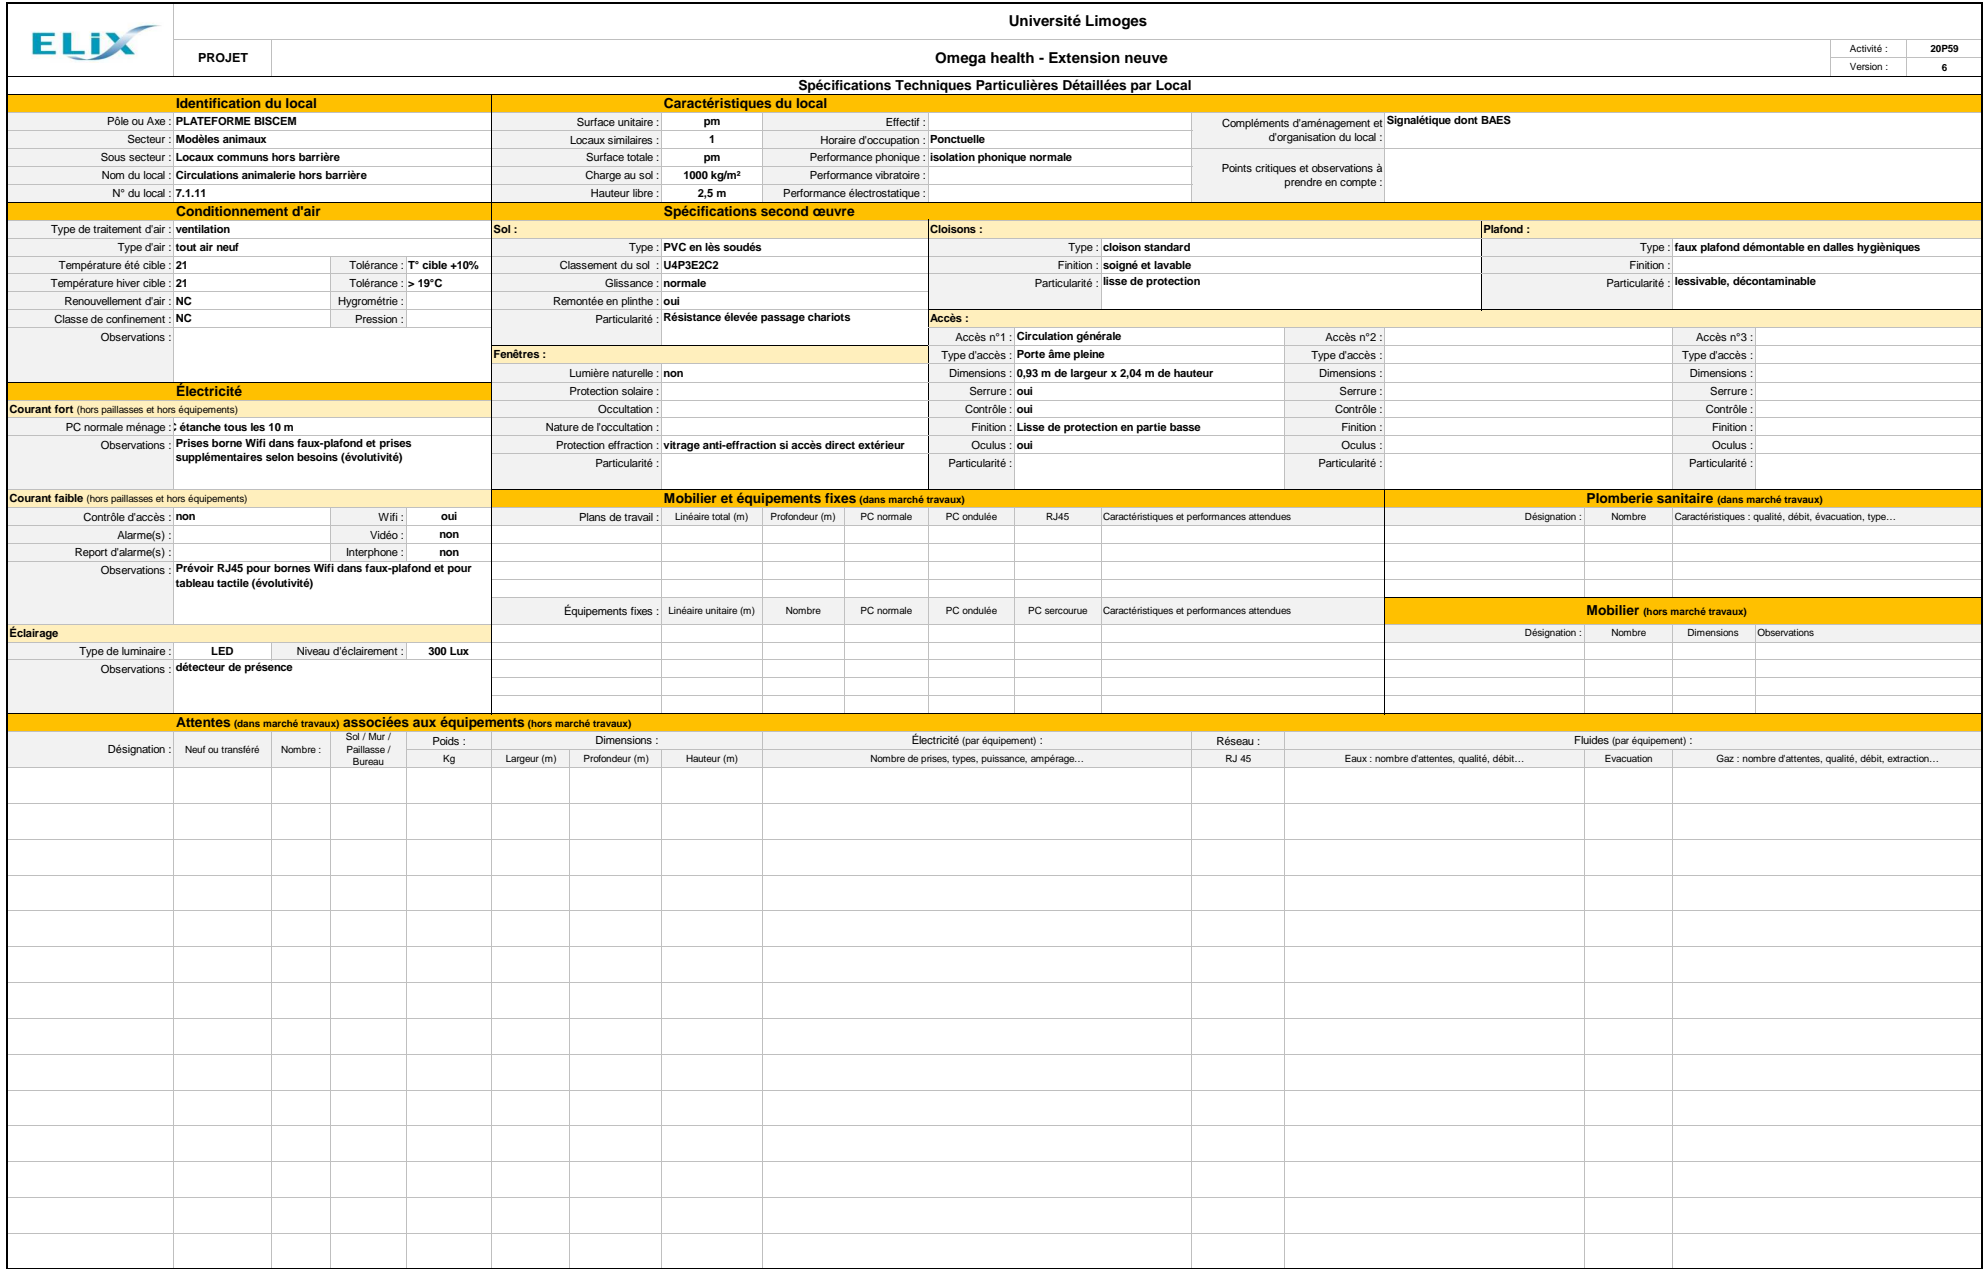 ELiX
Université Limoges
PROJET
Omega health - Extension neuve
Activité : 20P59
Version : 6
Spécifications Techniques Particulières Détaillées par Local
Identification du local
Pôle ou Axe : PLATEFORME BISCEM
Secteur : Modèles animaux
Sous secteur : Locaux communs hors barrière
Nom du local : Circulations animalerie hors barrière
N° du local : 7.1.11
Caractéristiques du local
Surface unitaire : pm Effectif :
Locaux similaires : 1 Horaire d'occupation : Ponctuelle
Surface totale : pm Performance phonique : isolation phonique normale
Charge au sol : 1000 kg/m² Performance vibratoire :
Hauteur libre : 2,5 m Performance électrostatique :
Compléments d'aménagement et
d'organisation du local :
Signalétique dont BAES
Points critiques et observations à
prendre en compte :
Conditionnement d'air
Type de traitement d'air : ventilation
Type d'air : tout air neuf
Température été cible : 21 Tolérance : T° cible +10%
Température hiver cible : 21 Tolérance : > 19°C
Renouvellement d'air : NC Hygrométrie :
Classe de confinement : NC Pression :
Observations :
Spécifications second œuvre
Sol :
Type : PVC en lès soudés
Classement du sol : U4P3E2C2
Glissance : normale
Remontée en plinthe : oui
Particularité : Résistance élevée passage chariots
Cloisons :
Type : cloison standard
Finition : soigné et lavable
Particularité : lisse de protection
Plafond :
Type : faux plafond démontable en dalles hygièniques
Finition :
Particularité : lessivable, décontaminable
Fenêtres :
Lumière naturelle : non
Protection solaire :
Occultation :
Nature de l'occultation :
Protection effraction : vitrage anti-effraction si accès direct extérieur
Particularité :
Accès :
Accès n°1 : Circulation générale Accès n°2 : Accès n°3 :
Type d'accès : Porte âme pleine Type d'accès : Type d'accès :
Dimensions : 0,93 m de largeur x 2,04 m de hauteur Dimensions : Dimensions :
Serrure : oui Serrure : Serrure :
Contrôle : oui Contrôle : Contrôle :
Finition : Lisse de protection en partie basse Finition : Finition :
Oculus : oui Oculus : Oculus :
Particularité : Particularité : Particularité :
Électricité
Courant fort (hors paillasses et hors équipements)
PC normale ménage : étanche tous les 10 m
Observations : Prises borne Wifi dans faux-plafond et prises
supplémentaires selon besoins (évolutivité)
Courant faible (hors paillasses et hors équipements)
Contrôle d'accès : non Wifi : oui
Alarme(s) : Vidéo : non
Report d'alarme(s) : Interphone : non
Observations : Prévoir RJ45 pour bornes Wifi dans faux-plafond et pour
tableau tactile (évolutivité)
Éclairage
Type de luminaire : LED Niveau d'éclairement : 300 Lux
Observations : détecteur de présence
Mobilier et équipements fixes (dans marché travaux)
Plans de travail : Linéaire total (m) Profondeur (m) PC normale PC ondulée RJ45 Caractéristiques et performances attendues
Équipements fixes : Linéaire unitaire (m) Nombre PC normale PC ondulée PC sercourue Caractéristiques et performances attendues
Plomberie sanitaire (dans marché travaux)
Désignation : Nombre Caractéristiques : qualité, débit, évacuation, type…
Mobilier (hors marché travaux)
Désignation : Nombre Dimensions Observations
Attentes (dans marché travaux) associées aux équipements (hors marché travaux)
Désignation : Neuf ou transféré Nombre :
Sol / Mur /
Paillasse /
Bureau
Poids :
Kg
Dimensions :
Largeur (m) Profondeur (m) Hauteur (m)
Électricité (par équipement) :
Nombre de prises, types, puissance, ampérage…
Réseau :
RJ 45
Fluides (par équipement) :
Eaux : nombre d'attentes, qualité, débit… Evacuation Gaz : nombre d'attentes, qualité, débit, extraction…